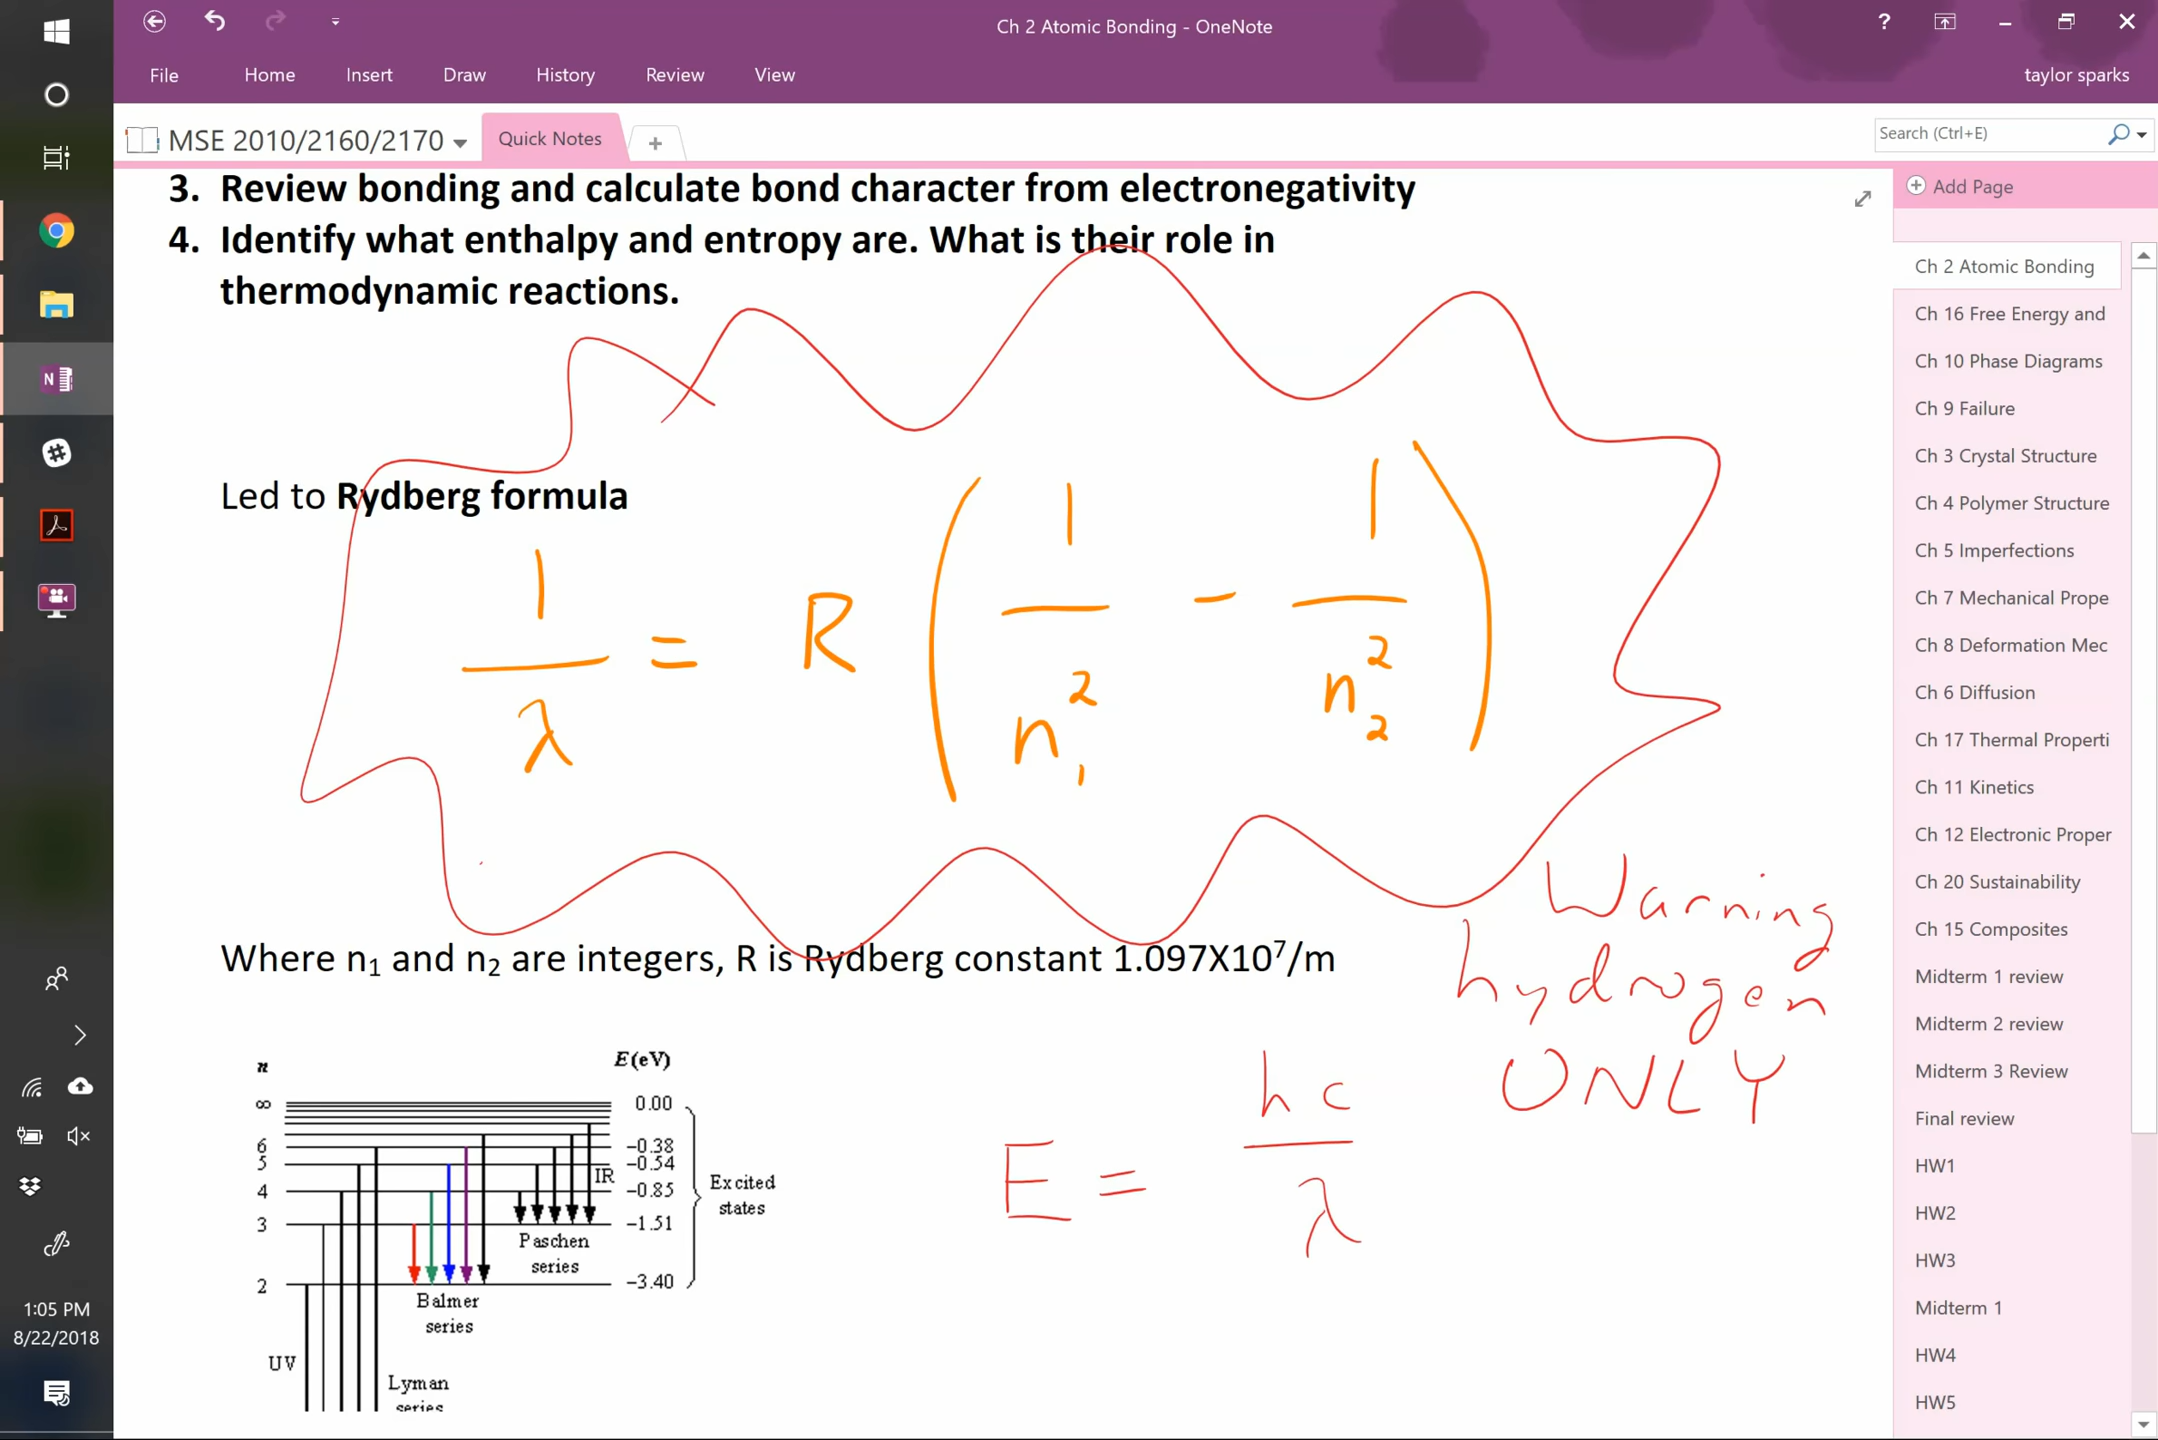 Ch 2 Atomic Bonding - OneNote
?
File Home Insert Draw History Review View
taylor sparks
MSE 2010/2160/2170
Quick Notes
+
Search (Ctrl+E)
3. Review bonding and calculate bond character from electronegativity
4. Identify what enthalpy and entropy are. What is their role in
thermodynamic reactions.
Led to Rydberg formula
1/λ = R (1/n₁² - 1/n₂²)
Where n₁ and n₂ are integers, R is Rydberg constant 1.097X10⁷/m
Warning
hydrogen
ONLY
E = hc/λ
n E(eV)
∞ 0.00
6 −0.38
5 −0.54
IR
4 −0.85
3 −1.51
2 −3.40
Excited
states
Paschen
series
Balmer
series
UV
Lyman
series
Add Page
Ch 2 Atomic Bonding
Ch 16 Free Energy and
Ch 10 Phase Diagrams
Ch 9 Failure
Ch 3 Crystal Structure
Ch 4 Polymer Structure
Ch 5 Imperfections
Ch 7 Mechanical Prope
Ch 8 Deformation Mec
Ch 6 Diffusion
Ch 17 Thermal Properti
Ch 11 Kinetics
Ch 12 Electronic Proper
Ch 20 Sustainability
Ch 15 Composites
Midterm 1 review
Midterm 2 review
Midterm 3 Review
Final review
HW1
HW2
HW3
Midterm 1
HW4
HW5
N
1:05 PM
8/22/2018